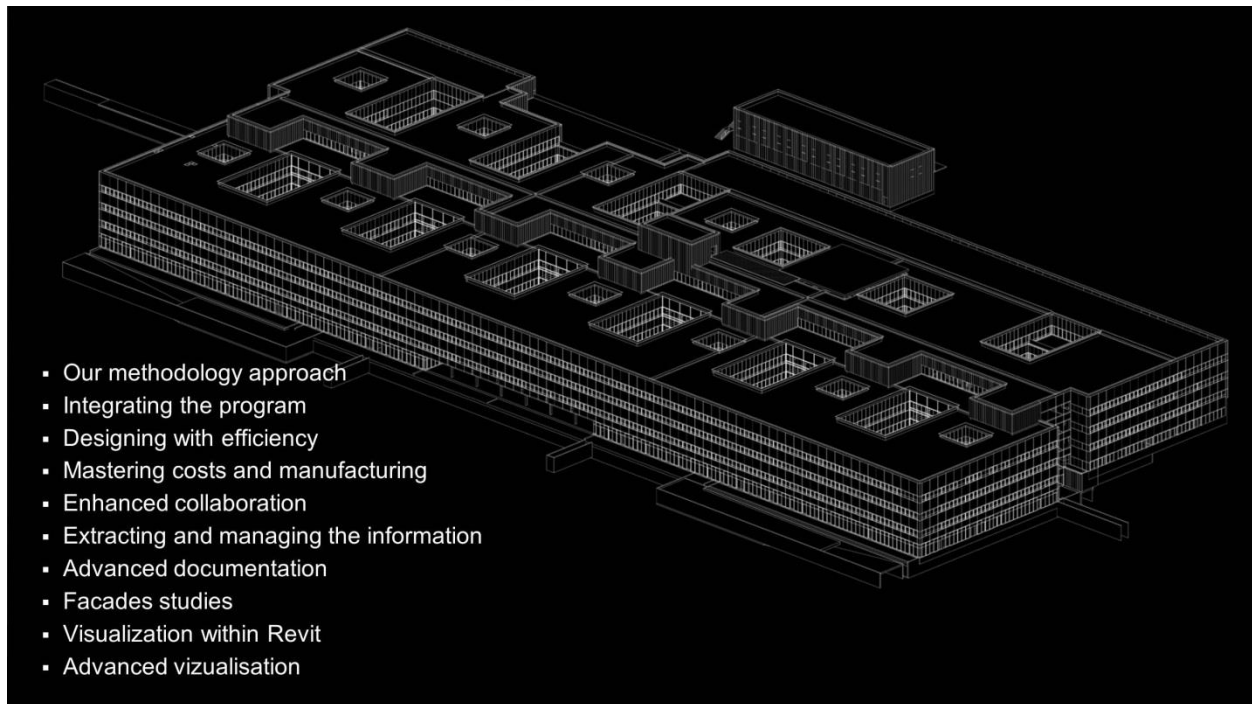 ▪ Our methodology approach
▪ Integrating the program
▪ Designing with efficiency
▪ Mastering costs and manufacturing
▪ Enhanced collaboration
▪ Extracting and managing the information
▪ Advanced documentation
▪ Facades studies
▪ Visualization within Revit
▪ Advanced vizualisation